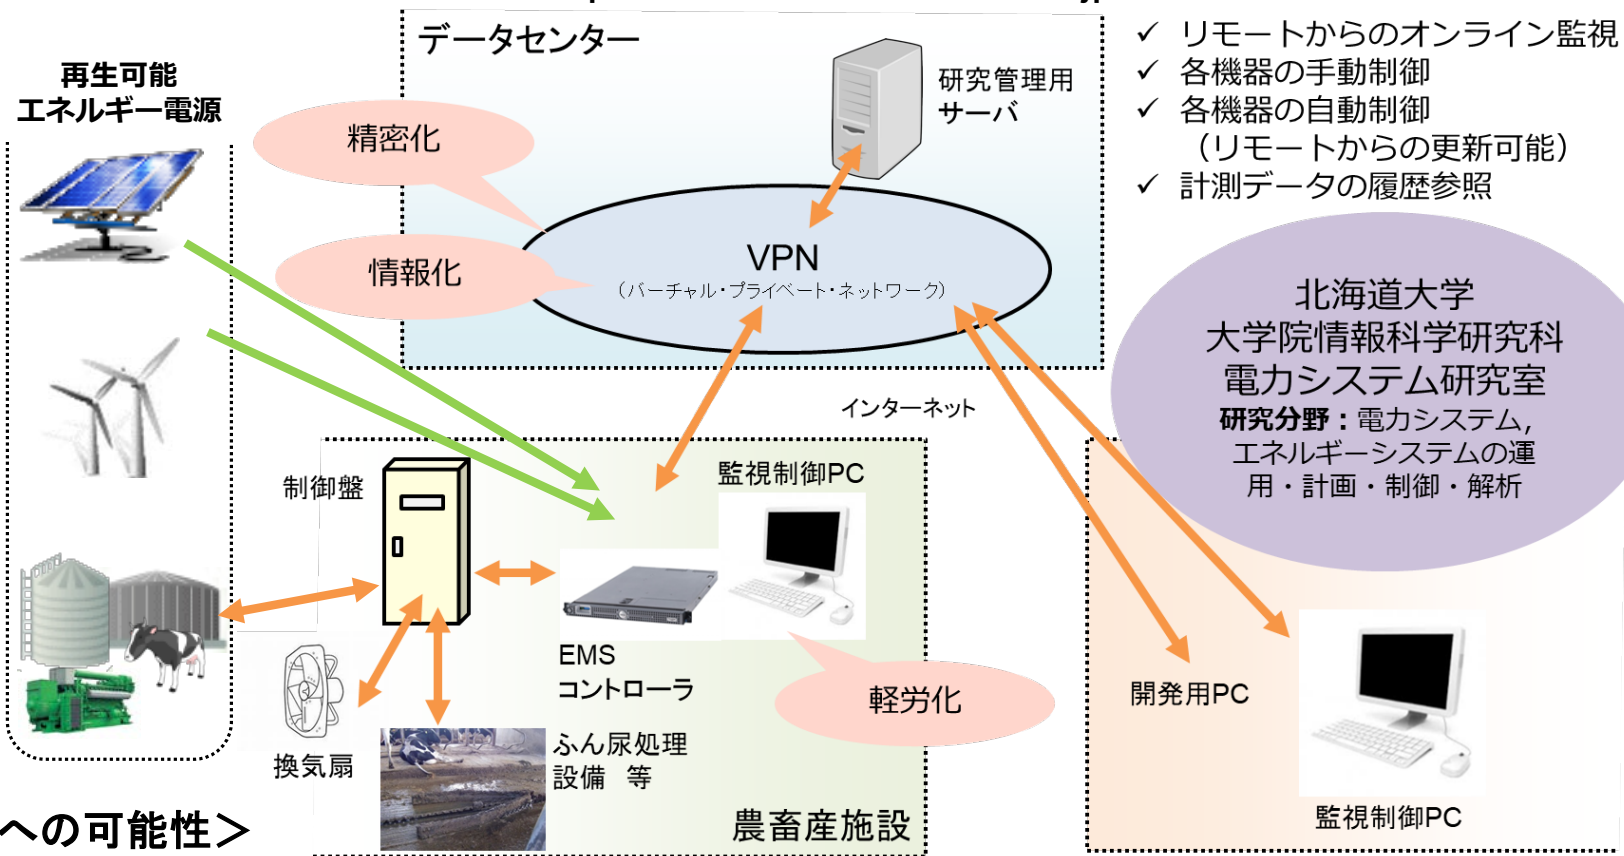 データセンター
研究管理用
サーバ
再生可能
エネルギー電源
精密化
情報化
VPN
（バーチャル・プライベート・ネットワーク）
✓ リモートからのオンライン監視
✓ 各機器の手動制御
✓ 各機器の自動制御
（リモートからの更新可能）
✓ 計測データの履歴参照
北海道大学
大学院情報科学研究科
電力システム研究室
研究分野：電力システム，
エネルギーシステムの運
用・計画・制御・解析
インターネット
制御盤
監視制御PC
EMS
コントローラ
軽労化
換気扇
ふん尿処理
設備　等
農畜産施設
開発用PC
監視制御PC
への可能性＞